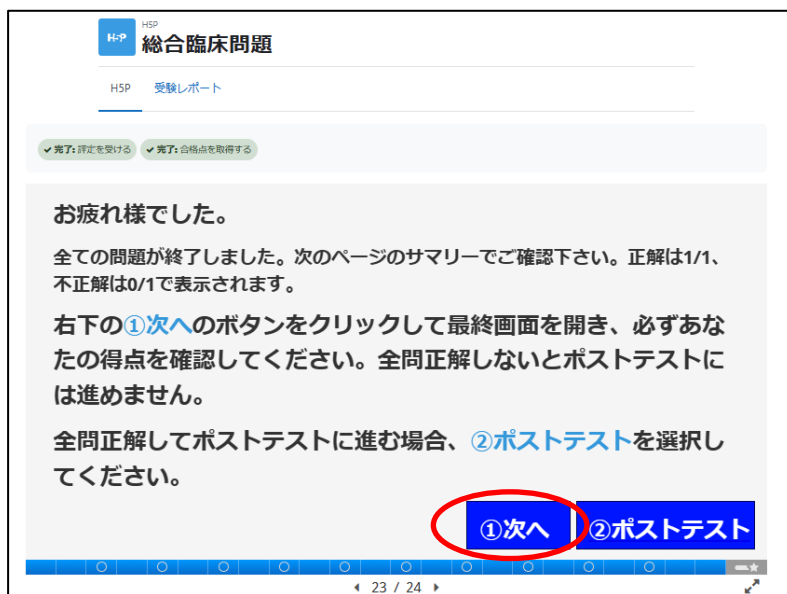 H5P
H5P
総合臨床問題
H5P 受験レポート
✓ 完了: 評定を受ける ✓ 完了: 合格点を取得する
お疲れ様でした。
全ての問題が終了しました。次のページのサマリーでご確認下さい。正解は1/1、
不正解は0/1で表示されます。
右下の①次へのボタンをクリックして最終画面を開き、必ずあな
たの得点を確認してください。全問正解しないとポストテストに
は進めません。
全問正解してポストテストに進む場合、②ポストテストを選択し
てください。
①次へ ②ポストテスト
23 / 24